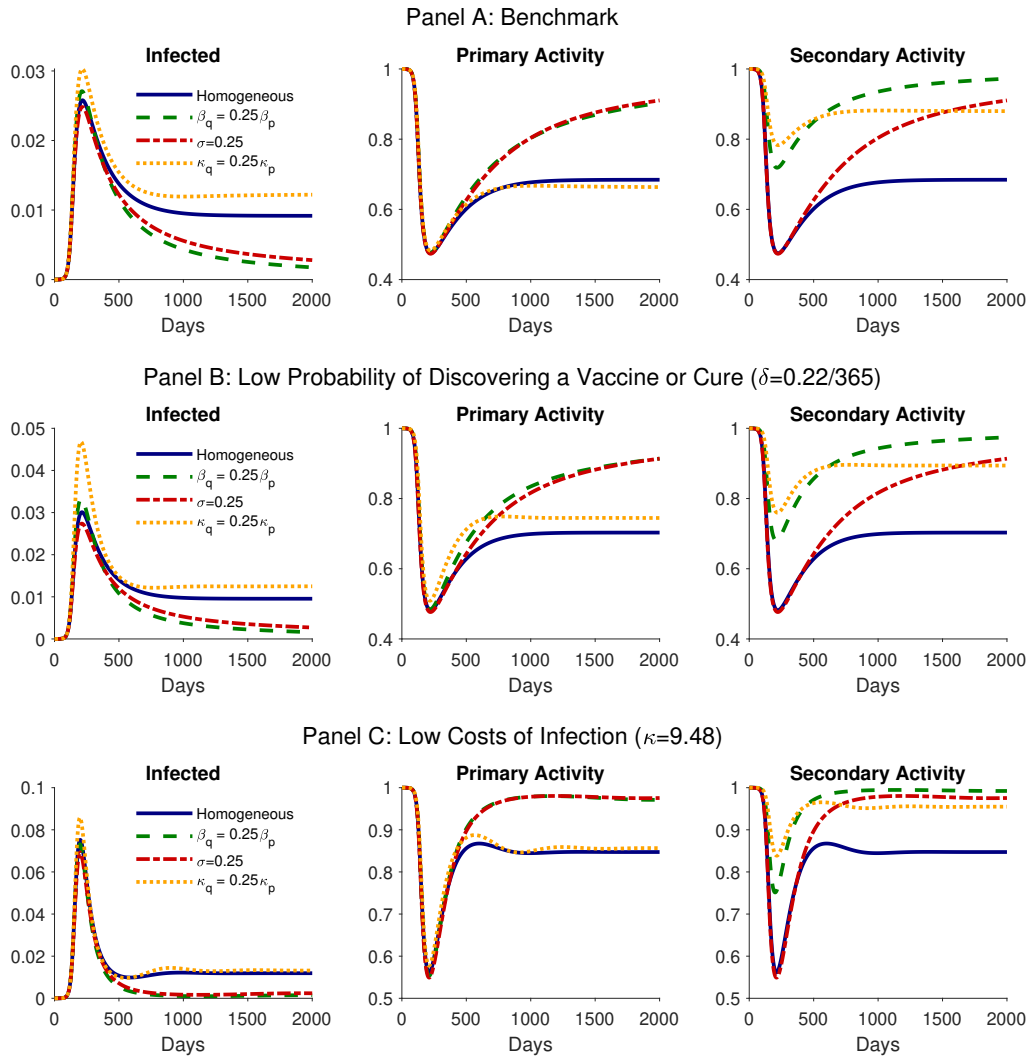 Panel A: Benchmark
Infected
Primary Activity
Secondary Activity
0.03
0.02
0.01
0
Homogeneous
β_q = 0.25β_p
σ=0.25
κ_q = 0.25κ_p
0 500 1000 1500 2000
Days
1
0.8
0.6
0.4
0 500 1000 1500 2000
Days
1
0.8
0.6
0.4
0 500 1000 1500 2000
Days
Panel B: Low Probability of Discovering a Vaccine or Cure (δ=0.22/365)
Infected
Primary Activity
Secondary Activity
0.05
0.04
0.03
0.02
0.01
0
Homogeneous
β_q = 0.25β_p
σ=0.25
κ_q = 0.25κ_p
0 500 1000 1500 2000
Days
1
0.8
0.6
0.4
0 500 1000 1500 2000
Days
1
0.8
0.6
0.4
0 500 1000 1500 2000
Days
Panel C: Low Costs of Infection (κ=9.48)
Infected
Primary Activity
Secondary Activity
0.1
0.08
0.06
0.04
0.02
0
Homogeneous
β_q = 0.25β_p
σ=0.25
κ_q = 0.25κ_p
0 500 1000 1500 2000
Days
1
0.9
0.8
0.7
0.6
0.5
0 500 1000 1500 2000
Days
1
0.9
0.8
0.7
0.6
0.5
0 500 1000 1500 2000
Days